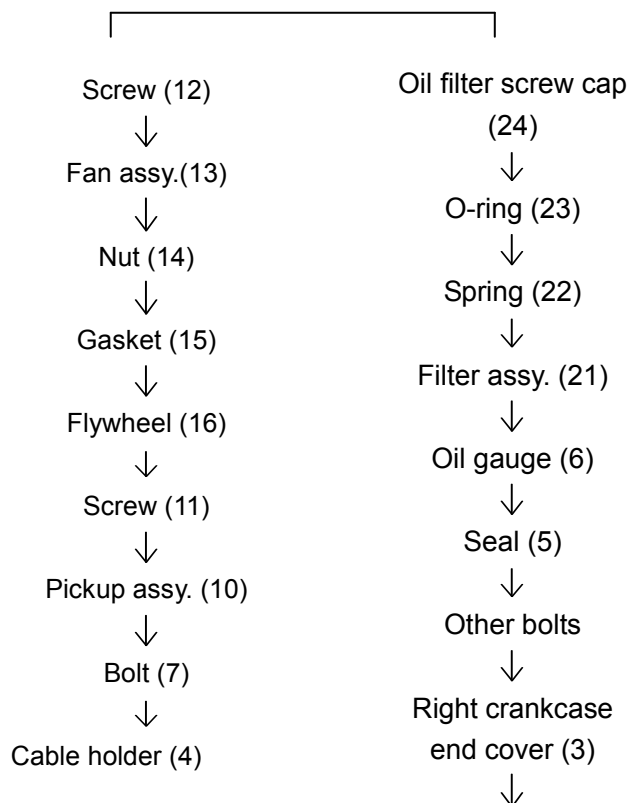 Screw (12)
Fan assy.(13)
Nut (14)
Gasket (15)
Flywheel (16)
Screw (11)
Pickup assy. (10)
Bolt (7)
Cable holder (4)
Oil filter screw cap
(24)
O-ring (23)
Spring (22)
Filter assy. (21)
Oil gauge (6)
Seal (5)
Other bolts
Right crankcase
end cover (3)